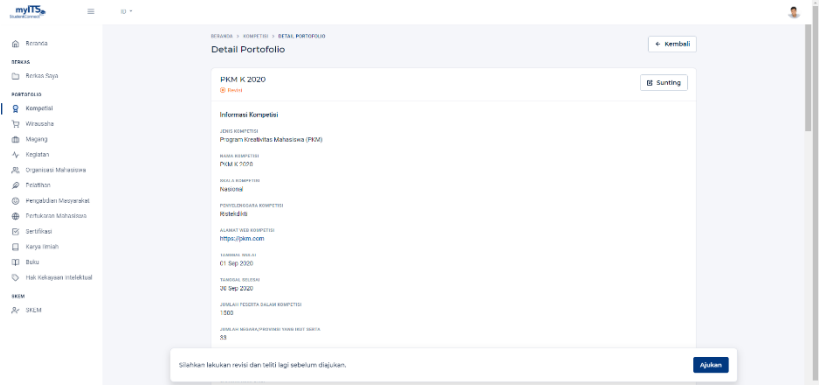 myITS
StudentConnect
ID
BERANDA > KOMPETISI > DETAIL PORTOFOLIO
Detail Portofolio
← Kembali
Beranda
BERKAS
Berkas Saya
PORTOFOLIO
Kompetisi
Wirausaha
Magang
Kegiatan
Organisasi Mahasiswa
Pelatihan
Pengabdian Masyarakat
Pertukaran Mahasiswa
Sertifikasi
Karya Ilmiah
Buku
Hak Kekayaan Intelektual
SKEM
SKEM
PKM K 2020
Revisi
Sunting
Informasi Kompetisi
JENIS KOMPETISI
Program Kreativitas Mahasiswa (PKM)
NAMA KOMPETISI
PKM K 2020
SKALA KOMPETISI
Nasional
PENYELENGGARA KOMPETISI
Ristekdikti
ALAMAT WEB KOMPETISI
https://pkm.com
TANGGAL MULAI
01 Sep 2020
TANGGAL SELESAI
30 Sep 2020
JUMLAH PESERTA DALAM KOMPETISI
1000
JUMLAH NEGARA/PROVINSI YANG IKUT SERTA
33
Silahkan lakukan revisi dan teliti lagi sebelum diajukan.
Ajukan